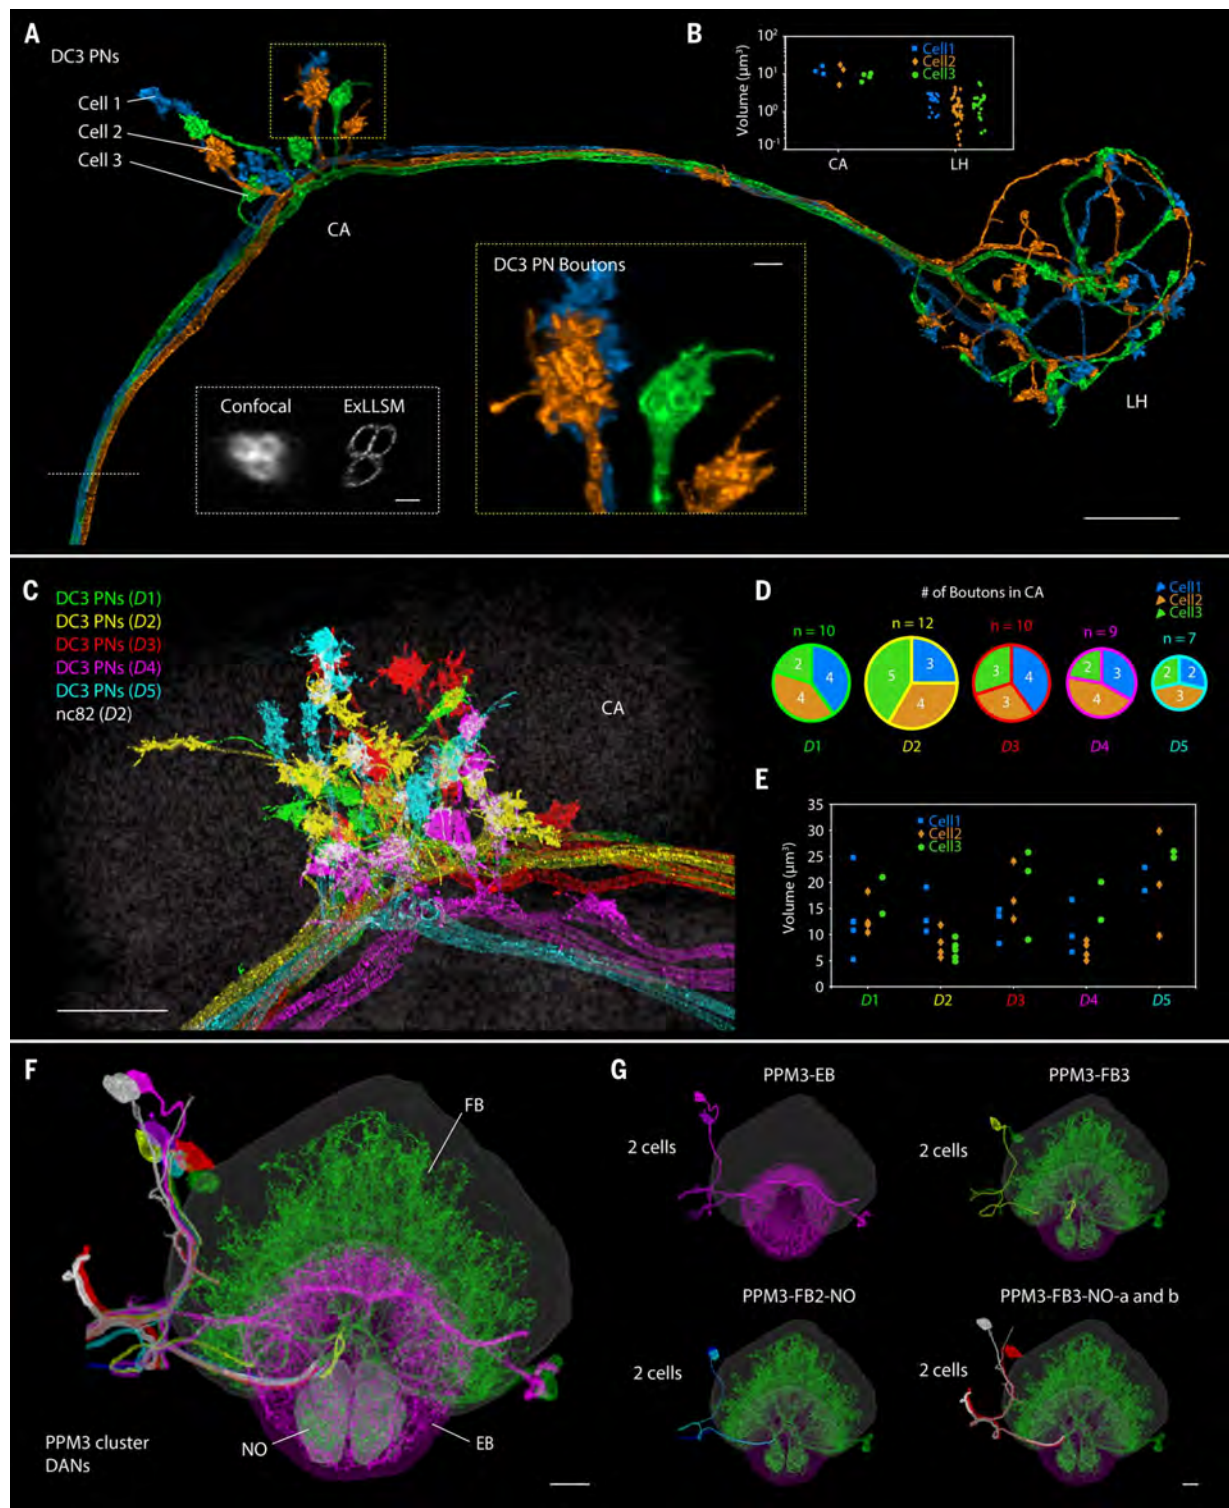 A
DC3 PNs
Cell 1
Cell 2
Cell 3
CA
DC3 PN Boutons
Confocal ExLLSM
LH
B
10²
10¹
10⁰
10⁻¹
Volume (µm³)
Cell1
Cell2
Cell3
CA LH
C
DC3 PNs (D1)
DC3 PNs (D2)
DC3 PNs (D3)
DC3 PNs (D4)
DC3 PNs (D5)
nc82 (D2)
CA
D
# of Boutons in CA
Cell1
Cell2
Cell3
n = 10 n = 12 n = 10 n = 9 n = 7
2 4 4
5 3 4
3 4 3
2 3 4
2 2 3
D1 D2 D3 D4 D5
E
35
30
25
20
15
10
5
0
Volume (µm³)
Cell1
Cell2
Cell3
D1 D2 D3 D4 D5
F
FB
NO
EB
PPM3 cluster
DANs
G
PPM3-EB
2 cells
PPM3-FB3
2 cells
PPM3-FB2-NO
2 cells
PPM3-FB3-NO-a and b
2 cells